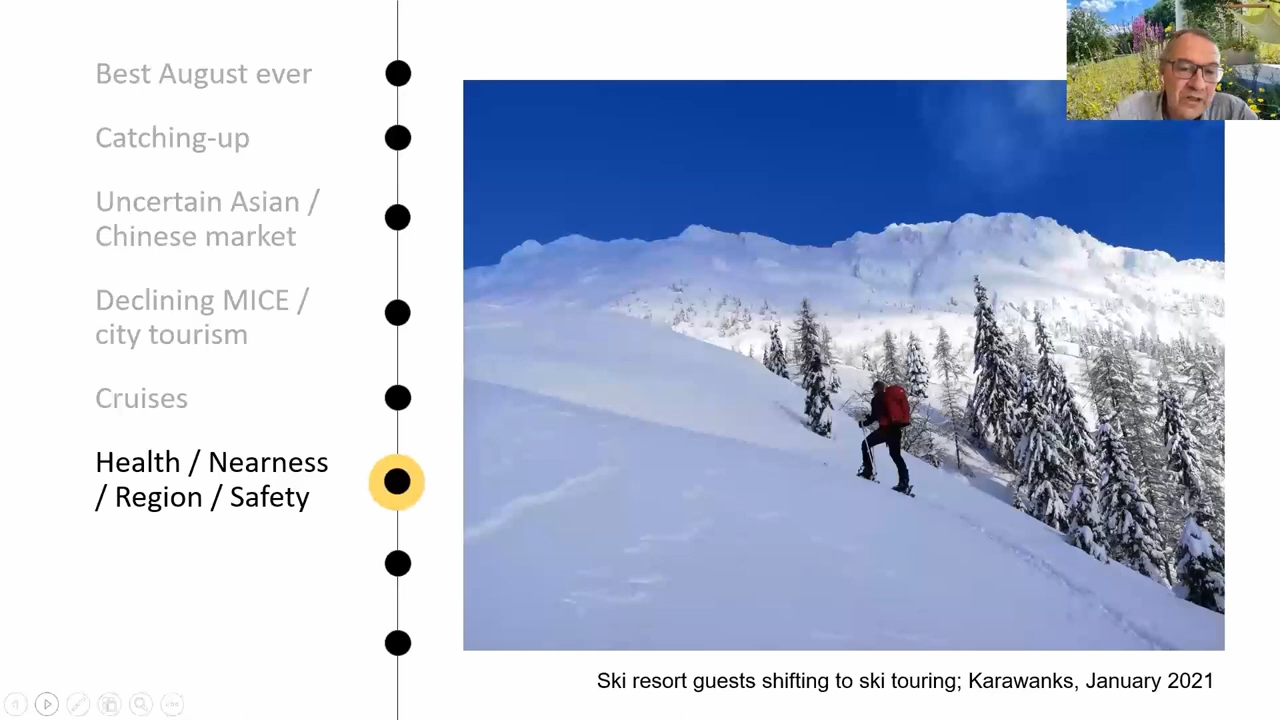 Best August ever
Catching-up
Uncertain Asian /
Chinese market
Declining MICE /
city tourism
Cruises
Health / Nearness
/ Region / Safety
Ski resort guests shifting to ski touring; Karawanks, January 2021